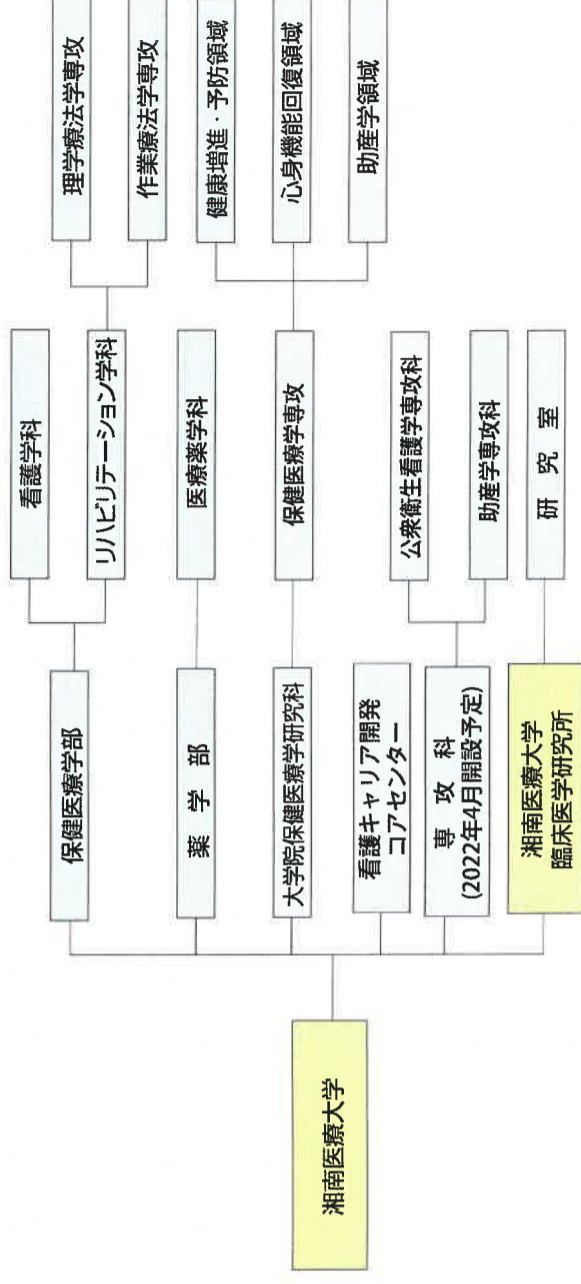 湘南医療大学
保健医療学部
看護学科
リハビリテーション学科
理学療法学専攻
作業療法学専攻
薬 学 部
医療薬学科
大学院保健医療学研究科
保健医療学専攻
健康増進・予防領域
心身機能回復領域
助産学領域
看護キャリア開発
コアセンター
専 攻 科
(2022年4月開設予定)
公衆衛生看護学専攻科
助産学専攻科
湘南医療大学
臨床医学研究所
研 究 室